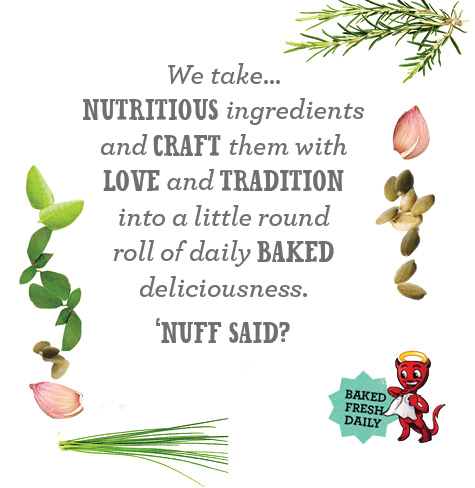 We take...
NUTRITIOUS ingredients
and CRAFT them with
LOVE and TRADITION
into a little round
roll of daily BAKED
deliciousness.
‘NUFF SAID?
BAKED
FRESH
DAILY